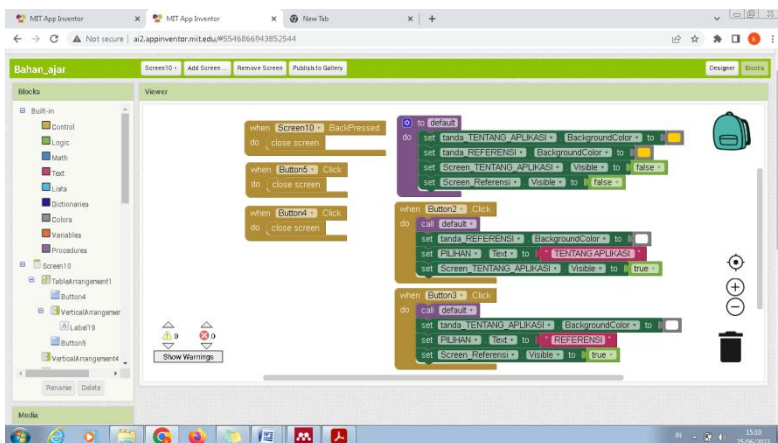 MIT App Inventor
MIT App Inventor
New Tab
Not secure | ai2.appinventor.mit.edu/#5546866943852544
Bahan_ajar
Screen10
Add Screen ...
Remove Screen
Publish to Gallery
Designer
Blocks
Blocks
Viewer
Built-in
Control
Logic
Math
Text
Lists
Dictionaries
Colors
Variables
Procedures
Screen10
TableArrangement1
Button4
VerticalArrangemer
Label19
Button5
VerticalArrangement4
Rename
Delete
Media
when Screen10 .BackPressed
do close screen
when Button5 .Click
do close screen
when Button4 .Click
do close screen
to default
do set tanda_TENTANG_APLIKASI . BackgroundColor to
set tanda_REFERENSI . BackgroundColor to
set Screen_TENTANG_APLIKASI . Visible to false
set Screen_Referensi . Visible to false
when Button2 .Click
do call default
set tanda_REFERENSI . BackgroundColor to
set PILIHAN . Text to " TENTANG APLIKASI "
set Screen_TENTANG_APLIKASI . Visible to true
when Button3 .Click
do call default
set tanda_TENTANG_APLIKASI . BackgroundColor to
set PILIHAN . Text to " REFERENSI "
set Screen_Referensi . Visible to true
0
0
Show Warnings
IN
15:10
25/06/2022